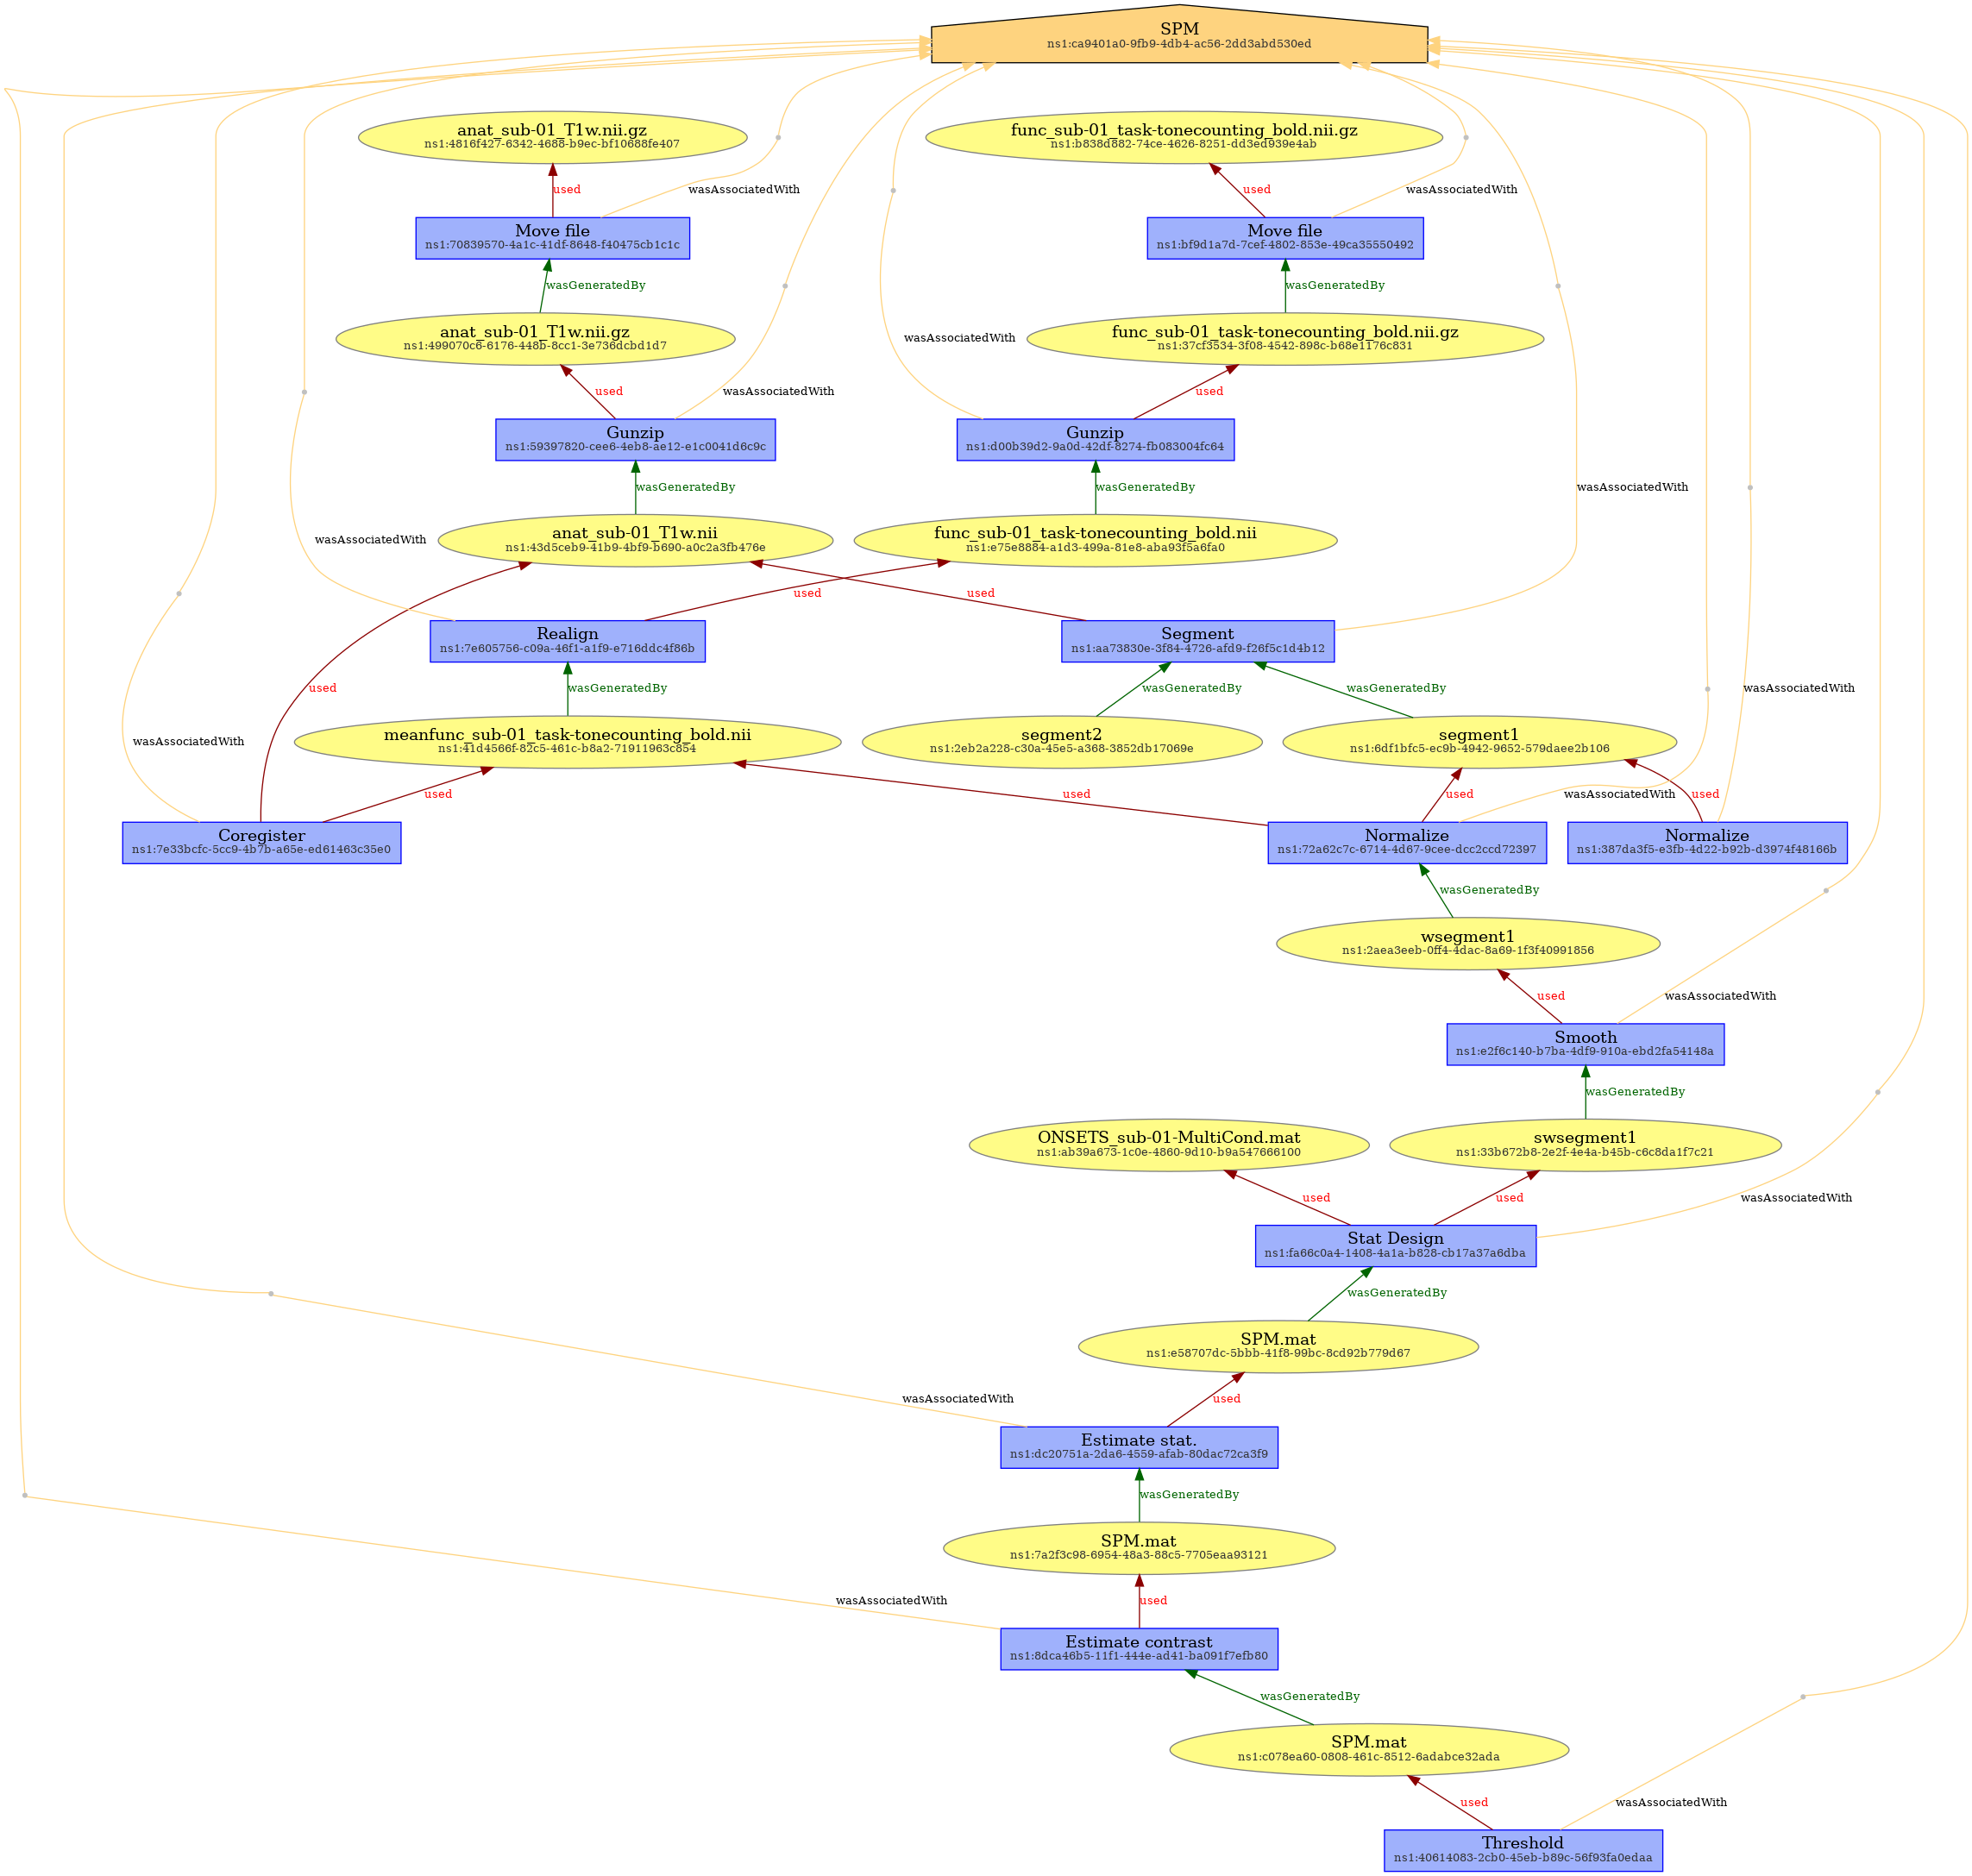 SPM
ns1:ca9401a0-9fb9-4db4-ac56-2dd3abd530ed
anat_sub-01_T1w.nii.gz
ns1:4816f427-6342-4688-b9ec-bf10688fe407
func_sub-01_task-tonecounting_bold.nii.gz
ns1:b838d882-74ce-4626-8251-dd3ed939e4ab
used
wasAssociatedWith
used
wasAssociatedWith
Move file
ns1:70839570-4a1c-41df-8648-f40475cb1c1c
Move file
ns1:bf9d1a7d-7cef-4802-853e-49ca35550492
wasGeneratedBy
wasGeneratedBy
anat_sub-01_T1w.nii.gz
ns1:499070c6-6176-448b-8cc1-3e736dcbd1d7
func_sub-01_task-tonecounting_bold.nii.gz
ns1:37cf3534-3f08-4542-898c-b68e1176c831
wasAssociatedWith
used
wasAssociatedWith
used
Gunzip
ns1:59397820-cee6-4eb8-ae12-e1c0041d6c9c
Gunzip
ns1:d00b39d2-9a0d-42df-8274-fb083004fc64
wasGeneratedBy
wasGeneratedBy
wasAssociatedWith
anat_sub-01_T1w.nii
ns1:43d5ceb9-41b9-4bf9-b690-a0c2a3fb476e
func_sub-01_task-tonecounting_bold.nii
ns1:e75e8884-a1d3-499a-81e8-aba93f5a6fa0
wasAssociatedWith
used
used
Realign
ns1:7e605756-c09a-46f1-a1f9-e716ddc4f86b
Segment
ns1:aa73830e-3f84-4726-afd9-f26f5c1d4b12
used
wasGeneratedBy
wasGeneratedBy
wasGeneratedBy
wasAssociatedWith
wasAssociatedWith
meanfunc_sub-01_task-tonecounting_bold.nii
ns1:41d4566f-82c5-461c-b8a2-71911963c854
segment2
ns1:2eb2a228-c30a-45e5-a368-3852db17069e
segment1
ns1:6df1bfc5-ec9b-4942-9652-579daee2b106
used
used
used
wasAssociatedWith
used
Coregister
ns1:7e33bcfc-5cc9-4b7b-a65e-ed61463c35e0
Normalize
ns1:72a62c7c-6714-4d67-9cee-dcc2ccd72397
Normalize
ns1:387da3f5-e3fb-4d22-b92b-d3974f48166b
wasGeneratedBy
wsegment1
ns1:2aea3eeb-0ff4-4dac-8a69-1f3f40991856
used
wasAssociatedWith
Smooth
ns1:e2f6c140-b7ba-4df9-910a-ebd2fa54148a
wasGeneratedBy
ONSETS_sub-01-MultiCond.mat
ns1:ab39a673-1c0e-4860-9d10-b9a547666100
swsegment1
ns1:33b672b8-2e2f-4e4a-b45b-c6c8da1f7c21
used
used
wasAssociatedWith
Stat Design
ns1:fa66c0a4-1408-4a1a-b828-cb17a37a6dba
wasGeneratedBy
SPM.mat
ns1:e58707dc-5bbb-41f8-99bc-8cd92b779d67
wasAssociatedWith
used
Estimate stat.
ns1:dc20751a-2da6-4559-afab-80dac72ca3f9
wasGeneratedBy
SPM.mat
ns1:7a2f3c98-6954-48a3-88c5-7705eaa93121
wasAssociatedWith
used
Estimate contrast
ns1:8dca46b5-11f1-444e-ad41-ba091f7efb80
wasGeneratedBy
SPM.mat
ns1:c078ea60-0808-461c-8512-6adabce32ada
used
wasAssociatedWith
Threshold
ns1:40614083-2cb0-45eb-b89c-56f93fa0edaa